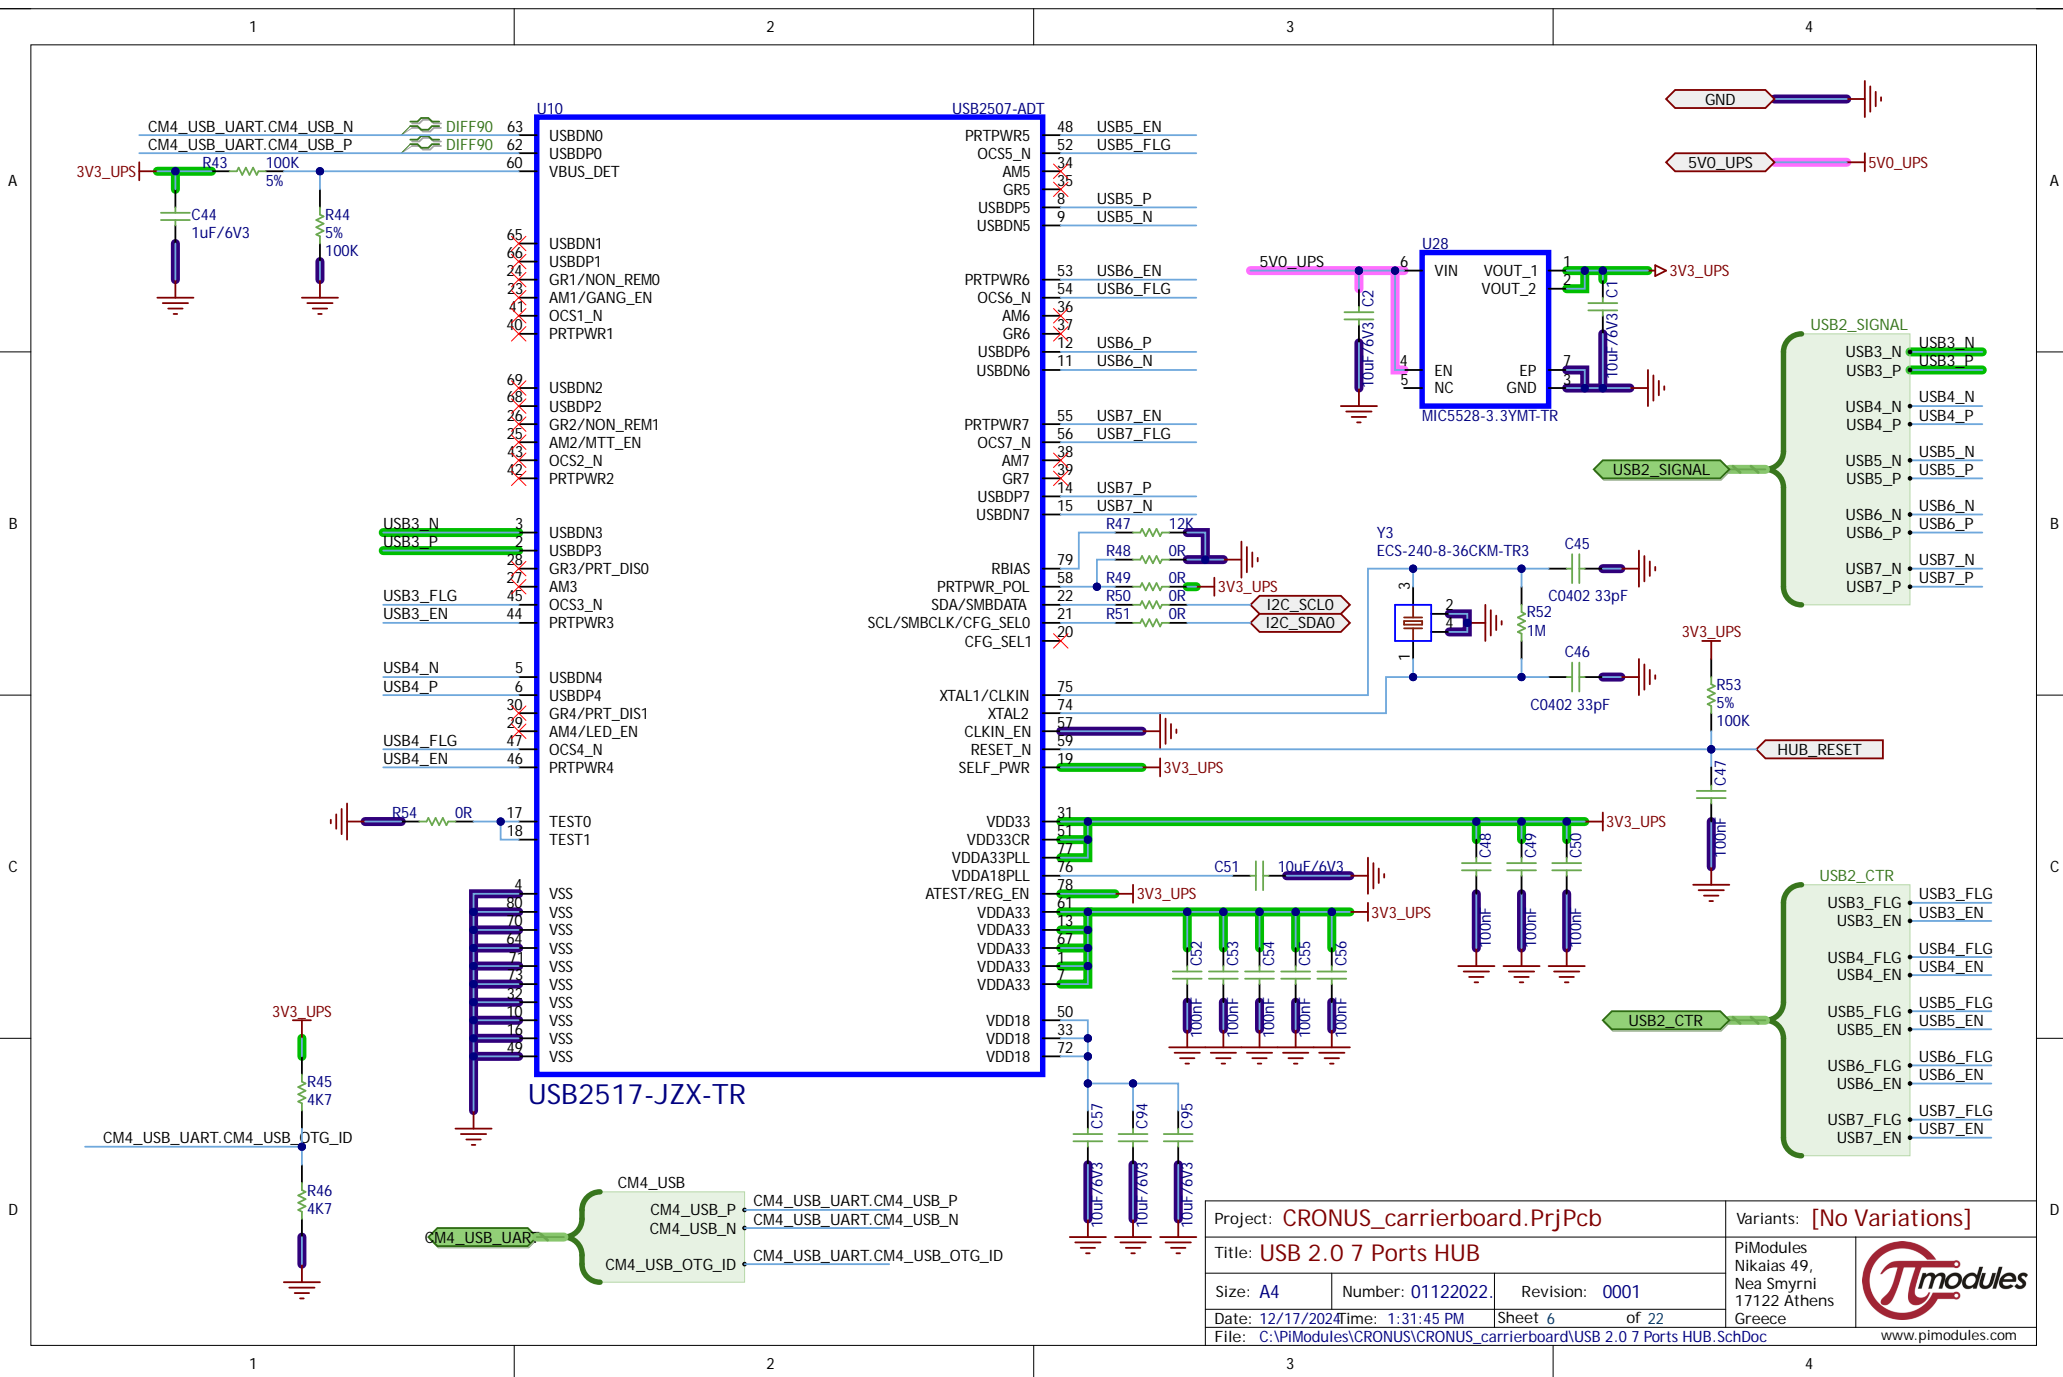 1 2 3 4
A A
B B
C C
D D
U10 USB2507-ADT
CM4_USB_UART.CM4_USB_N DIFF90 63 USBDN0
CM4_USB_UART.CM4_USB_P DIFF90 62 USBDP0
3V3_UPS R43 100K 5% 60 VBUS_DET
C44 1uF/6V3
R44 5% 100K
65 USBDN1
66 USBDP1
24 GR1/NON_REM0
23 AM1/GANG_EN
41 OCS1_N
40 PRTPWR1
69 USBDN2
68 USBDP2
26 GR2/NON_REM1
25 AM2/MTT_EN
43 OCS2_N
42 PRTPWR2
USB3_N 3 USBDN3
USB3_P 2 USBDP3
28 GR3/PRT_DIS0
27 AM3
USB3_FLG 45 OCS3_N
USB3_EN 44 PRTPWR3
USB4_N 5 USBDN4
USB4_P 6 USBDP4
30 GR4/PRT_DIS1
29 AM4/LED_EN
USB4_FLG 47 OCS4_N
USB4_EN 46 PRTPWR4
R54 0R 17 TEST0
18 TEST1
4 VSS
80 VSS
70 VSS
64 VSS
71 VSS
73 VSS
32 VSS
10 VSS
16 VSS
49 VSS
USB2517-JZX-TR
PRTPWR5 48 USB5_EN
OCS5_N 52 USB5_FLG
AM5 34
GR5 35
USBDP5 8 USB5_P
USBDN5 9 USB5_N
PRTPWR6 53 USB6_EN
OCS6_N 54 USB6_FLG
AM6 36
GR6 37
USBDP6 12 USB6_P
USBDN6 11 USB6_N
PRTPWR7 55 USB7_EN
OCS7_N 56 USB7_FLG
AM7 38
GR7 39
USBDP7 14 USB7_P
USBDN7 15 USB7_N
R47 12K
R48 0R
RBIAS 79
PRTPWR_POL 58 R49 0R 3V3_UPS
SDA/SMBDATA 22 R50 0R I2C_SCL0
SCL/SMBCLK/CFG_SEL0 21 R51 0R I2C_SDA0
CFG_SEL1 20
XTAL1/CLKIN 75
XTAL2 74
CLKIN_EN 57
RESET_N 59
SELF_PWR 19 3V3_UPS
VDD33 31 3V3_UPS
VDD33CR 51
VDDA33PLL 77
VDDA18PLL 76 C51 10uF/6V3
ATEST/REG_EN 78 3V3_UPS
VDDA33 61 3V3_UPS
VDDA33 13
VDDA33 67
VDDA33 1
VDDA33 7
VDD18 50
VDD18 33
VDD18 72
C48 100nF
C49 100nF
C50 100nF
C52 100nF
C53 100nF
C54 100nF
C55 100nF
C56 100nF
C57 10uF/6V3
C94 10uF/6V3
C95 10uF/6V3
GND
5V0_UPS 5V0_UPS
U28
5V0_UPS 6 VIN VOUT_1 1 3V3_UPS
VOUT_2 2
C2 10uF/6V3
C1 10uF/6V3
4 EN EP 7
5 NC GND 3
MIC5528-3.3YMT-TR
Y3
ECS-240-8-36CKM-TR3
3 2 4 1
C45
C0402 33pF
R52
1M
C46
C0402 33pF
3V3_UPS
R53
5%
100K
HUB_RESET
C47 100nF
USB2_SIGNAL
USB2_SIGNAL
USB3_N USB3_N
USB3_P USB3_P
USB4_N USB4_N
USB4_P USB4_P
USB5_N USB5_N
USB5_P USB5_P
USB6_N USB6_N
USB6_P USB6_P
USB7_N USB7_N
USB7_P USB7_P
USB2_CTR
USB2_CTR
USB3_FLG USB3_FLG
USB3_EN USB3_EN
USB4_FLG USB4_FLG
USB4_EN USB4_EN
USB5_FLG USB5_FLG
USB5_EN USB5_EN
USB6_FLG USB6_FLG
USB6_EN USB6_EN
USB7_FLG USB7_FLG
USB7_EN USB7_EN
3V3_UPS
R45
4K7
CM4_USB_UART.CM4_USB_OTG_ID
R46
4K7
CM4_USB
CM4_USB_UART
CM4_USB_P CM4_USB_UART.CM4_USB_P
CM4_USB_N CM4_USB_UART.CM4_USB_N
CM4_USB_OTG_ID CM4_USB_UART.CM4_USB_OTG_ID
Project: CRONUS_carrierboard.PrjPcb Variants: [No Variations]
Title: USB 2.0 7 Ports HUB
Size: A4 Number: 01122022. Revision: 0001
Date: 12/17/2024 Time: 1:31:45 PM Sheet 6 of 22
File: C:\PiModules\CRONUS\CRONUS_carrierboard\USB 2.0 7 Ports HUB.SchDoc
PiModules
Nikaias 49,
Nea Smyrni
17122 Athens
Greece
πmodules
www.pimodules.com
1 2 3 4